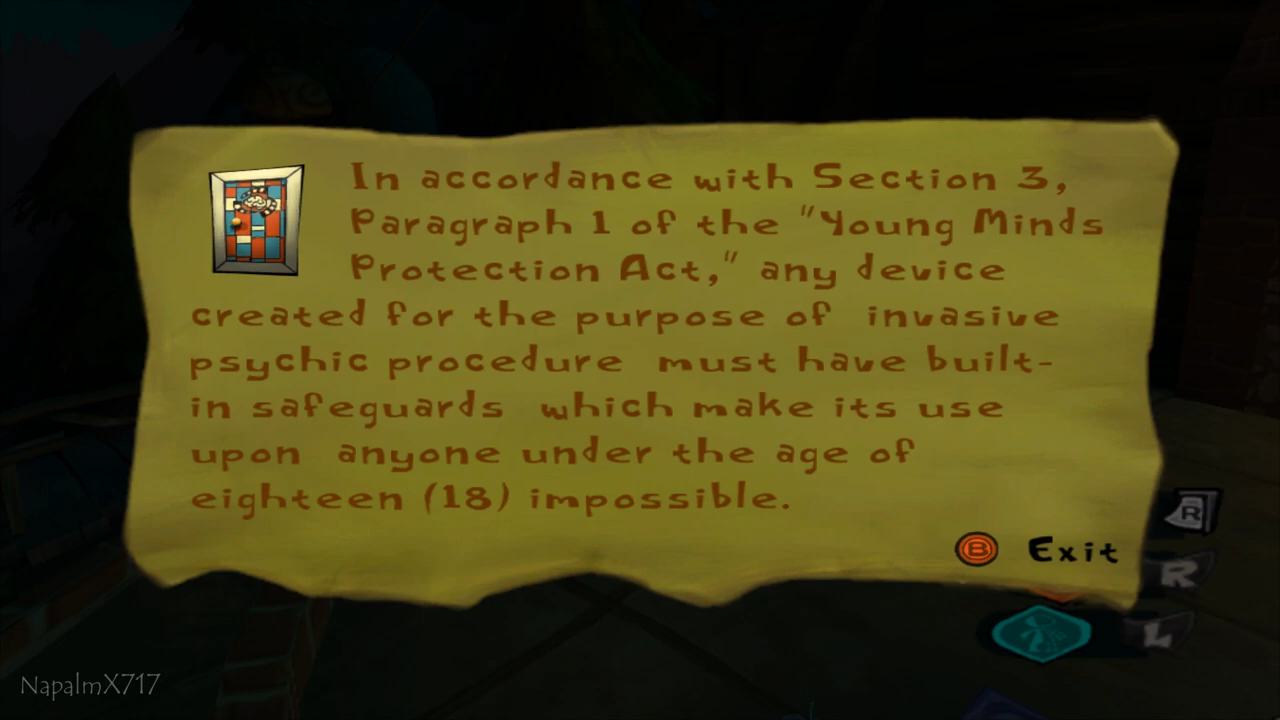 In accordance with Section 3,
Paragraph 1 of the "Young Minds
Protection Act," any device
created for the purpose of invasive
psychic procedure must have built-
in safeguards which make its use
upon anyone under the age of
eighteen (18) impossible.
B Exit
R
R
L
NapalmX717